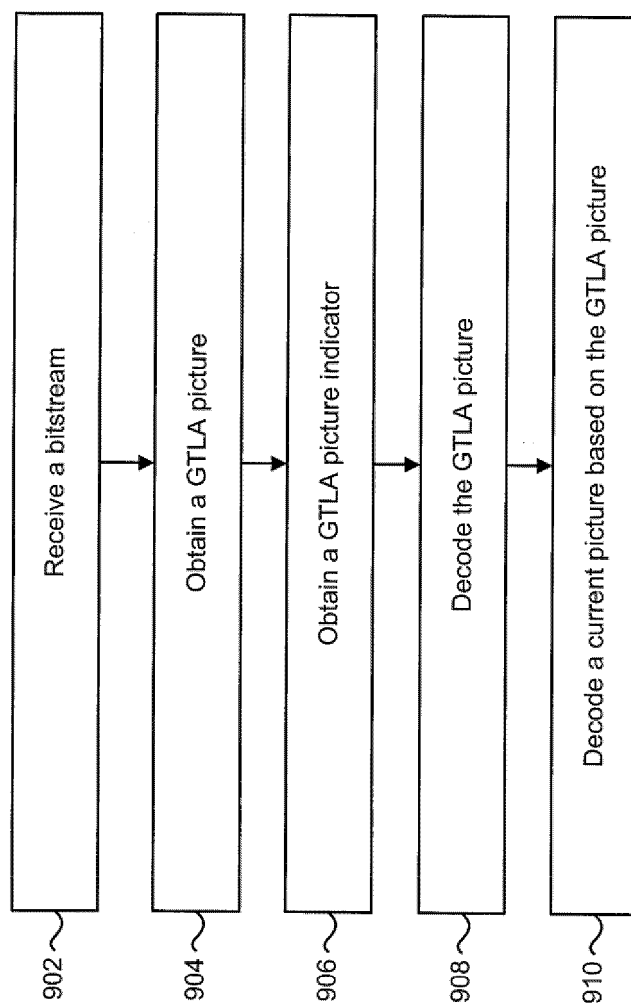 902
Receive a bitstream
904
Obtain a GTLA picture
906
Obtain a GTLA picture indicator
908
Decode the GTLA picture
910
Decode a current picture based on the GTLA picture